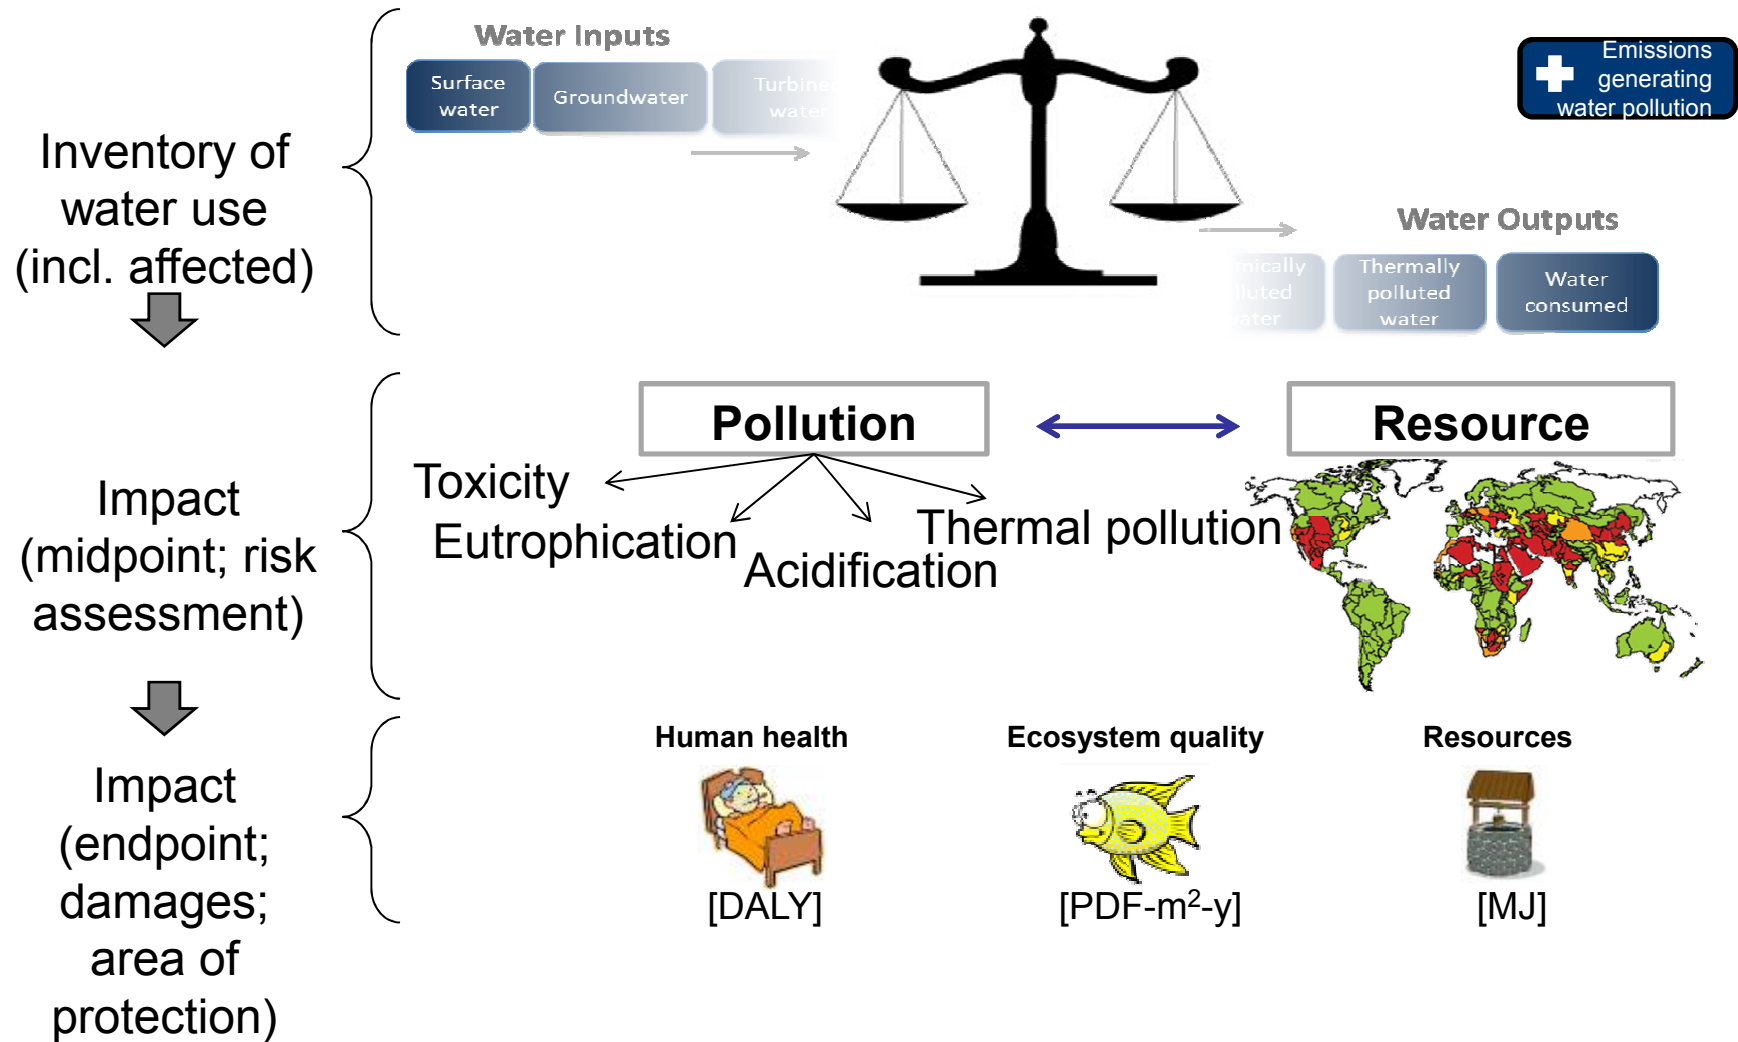 Water Inputs
Surface
water
Groundwater
water
Emissions
generating
water pollution
Inventory of
water use
(incl. affected)
Water Outputs
Thermally
polluted
water
Water
consumed
Pollution
Resource
Toxicity
Eutrophication
Acidification
Thermal pollution
Impact
(midpoint; risk
assessment)
Human health
Ecosystem quality
Resources
Impact
(endpoint;
damages;
area of
protection)
[DALY]
[PDF-m²-y]
[MJ]